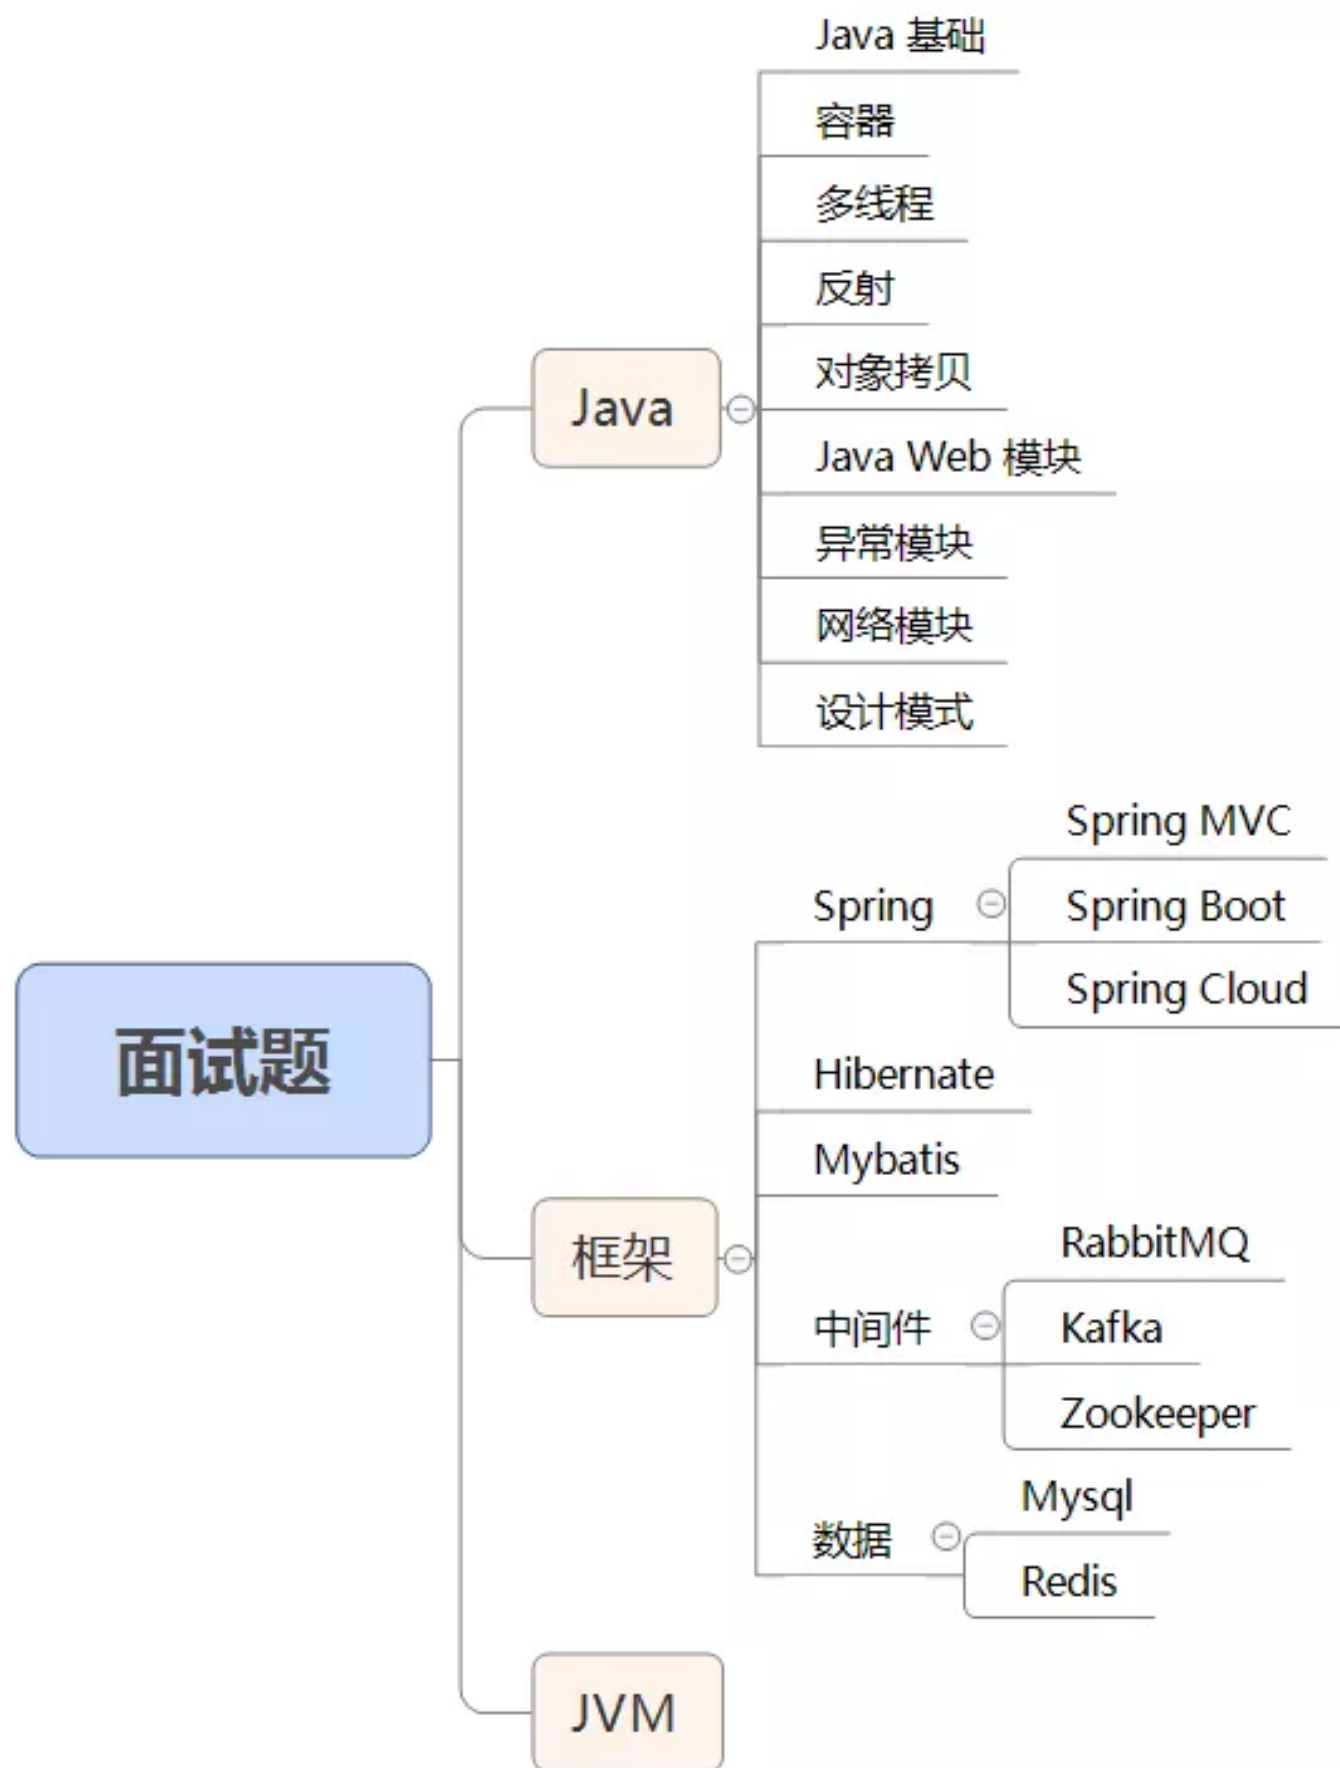 面试题
Java
Java 基础
容器
多线程
反射
对象拷贝
Java Web 模块
异常模块
网络模块
设计模式
框架
Spring
Spring MVC
Spring Boot
Spring Cloud
Hibernate
Mybatis
中间件
RabbitMQ
Kafka
Zookeeper
数据
Mysql
Redis
JVM